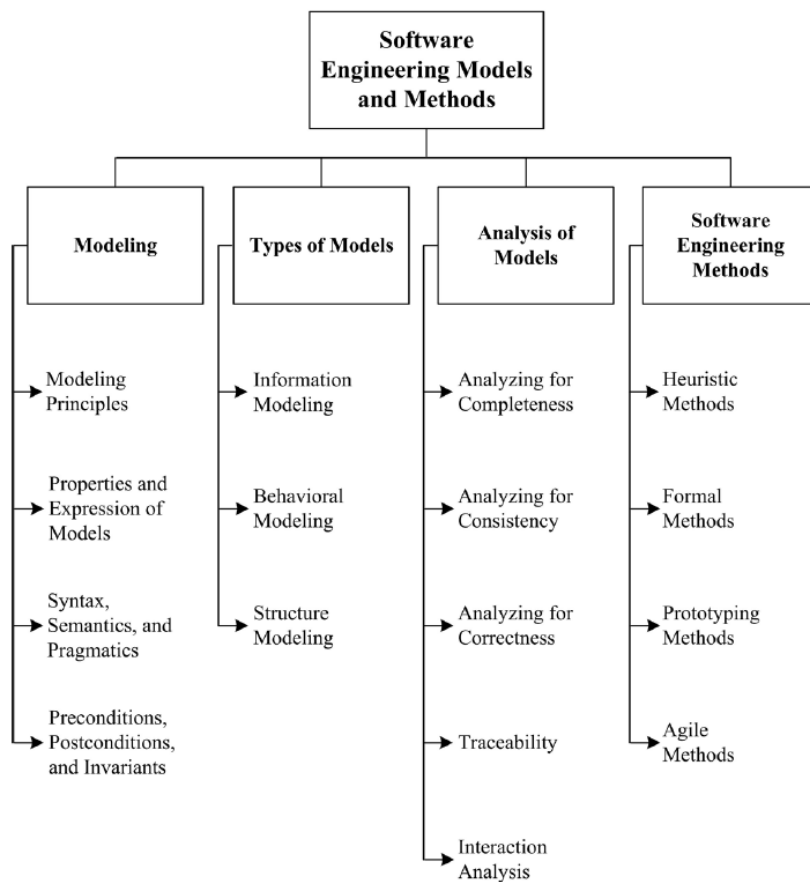 Software
Engineering Models
and Methods
Modeling
Types of Models
Analysis of
Models
Software
Engineering
Methods
Modeling
Principles
Properties and
Expression of
Models
Syntax,
Semantics, and
Pragmatics
Preconditions,
Postconditions,
and Invariants
Information
Modeling
Behavioral
Modeling
Structure
Modeling
Analyzing for
Completeness
Analyzing for
Consistency
Analyzing for
Correctness
Traceability
Interaction
Analysis
Heuristic
Methods
Formal
Methods
Prototyping
Methods
Agile
Methods